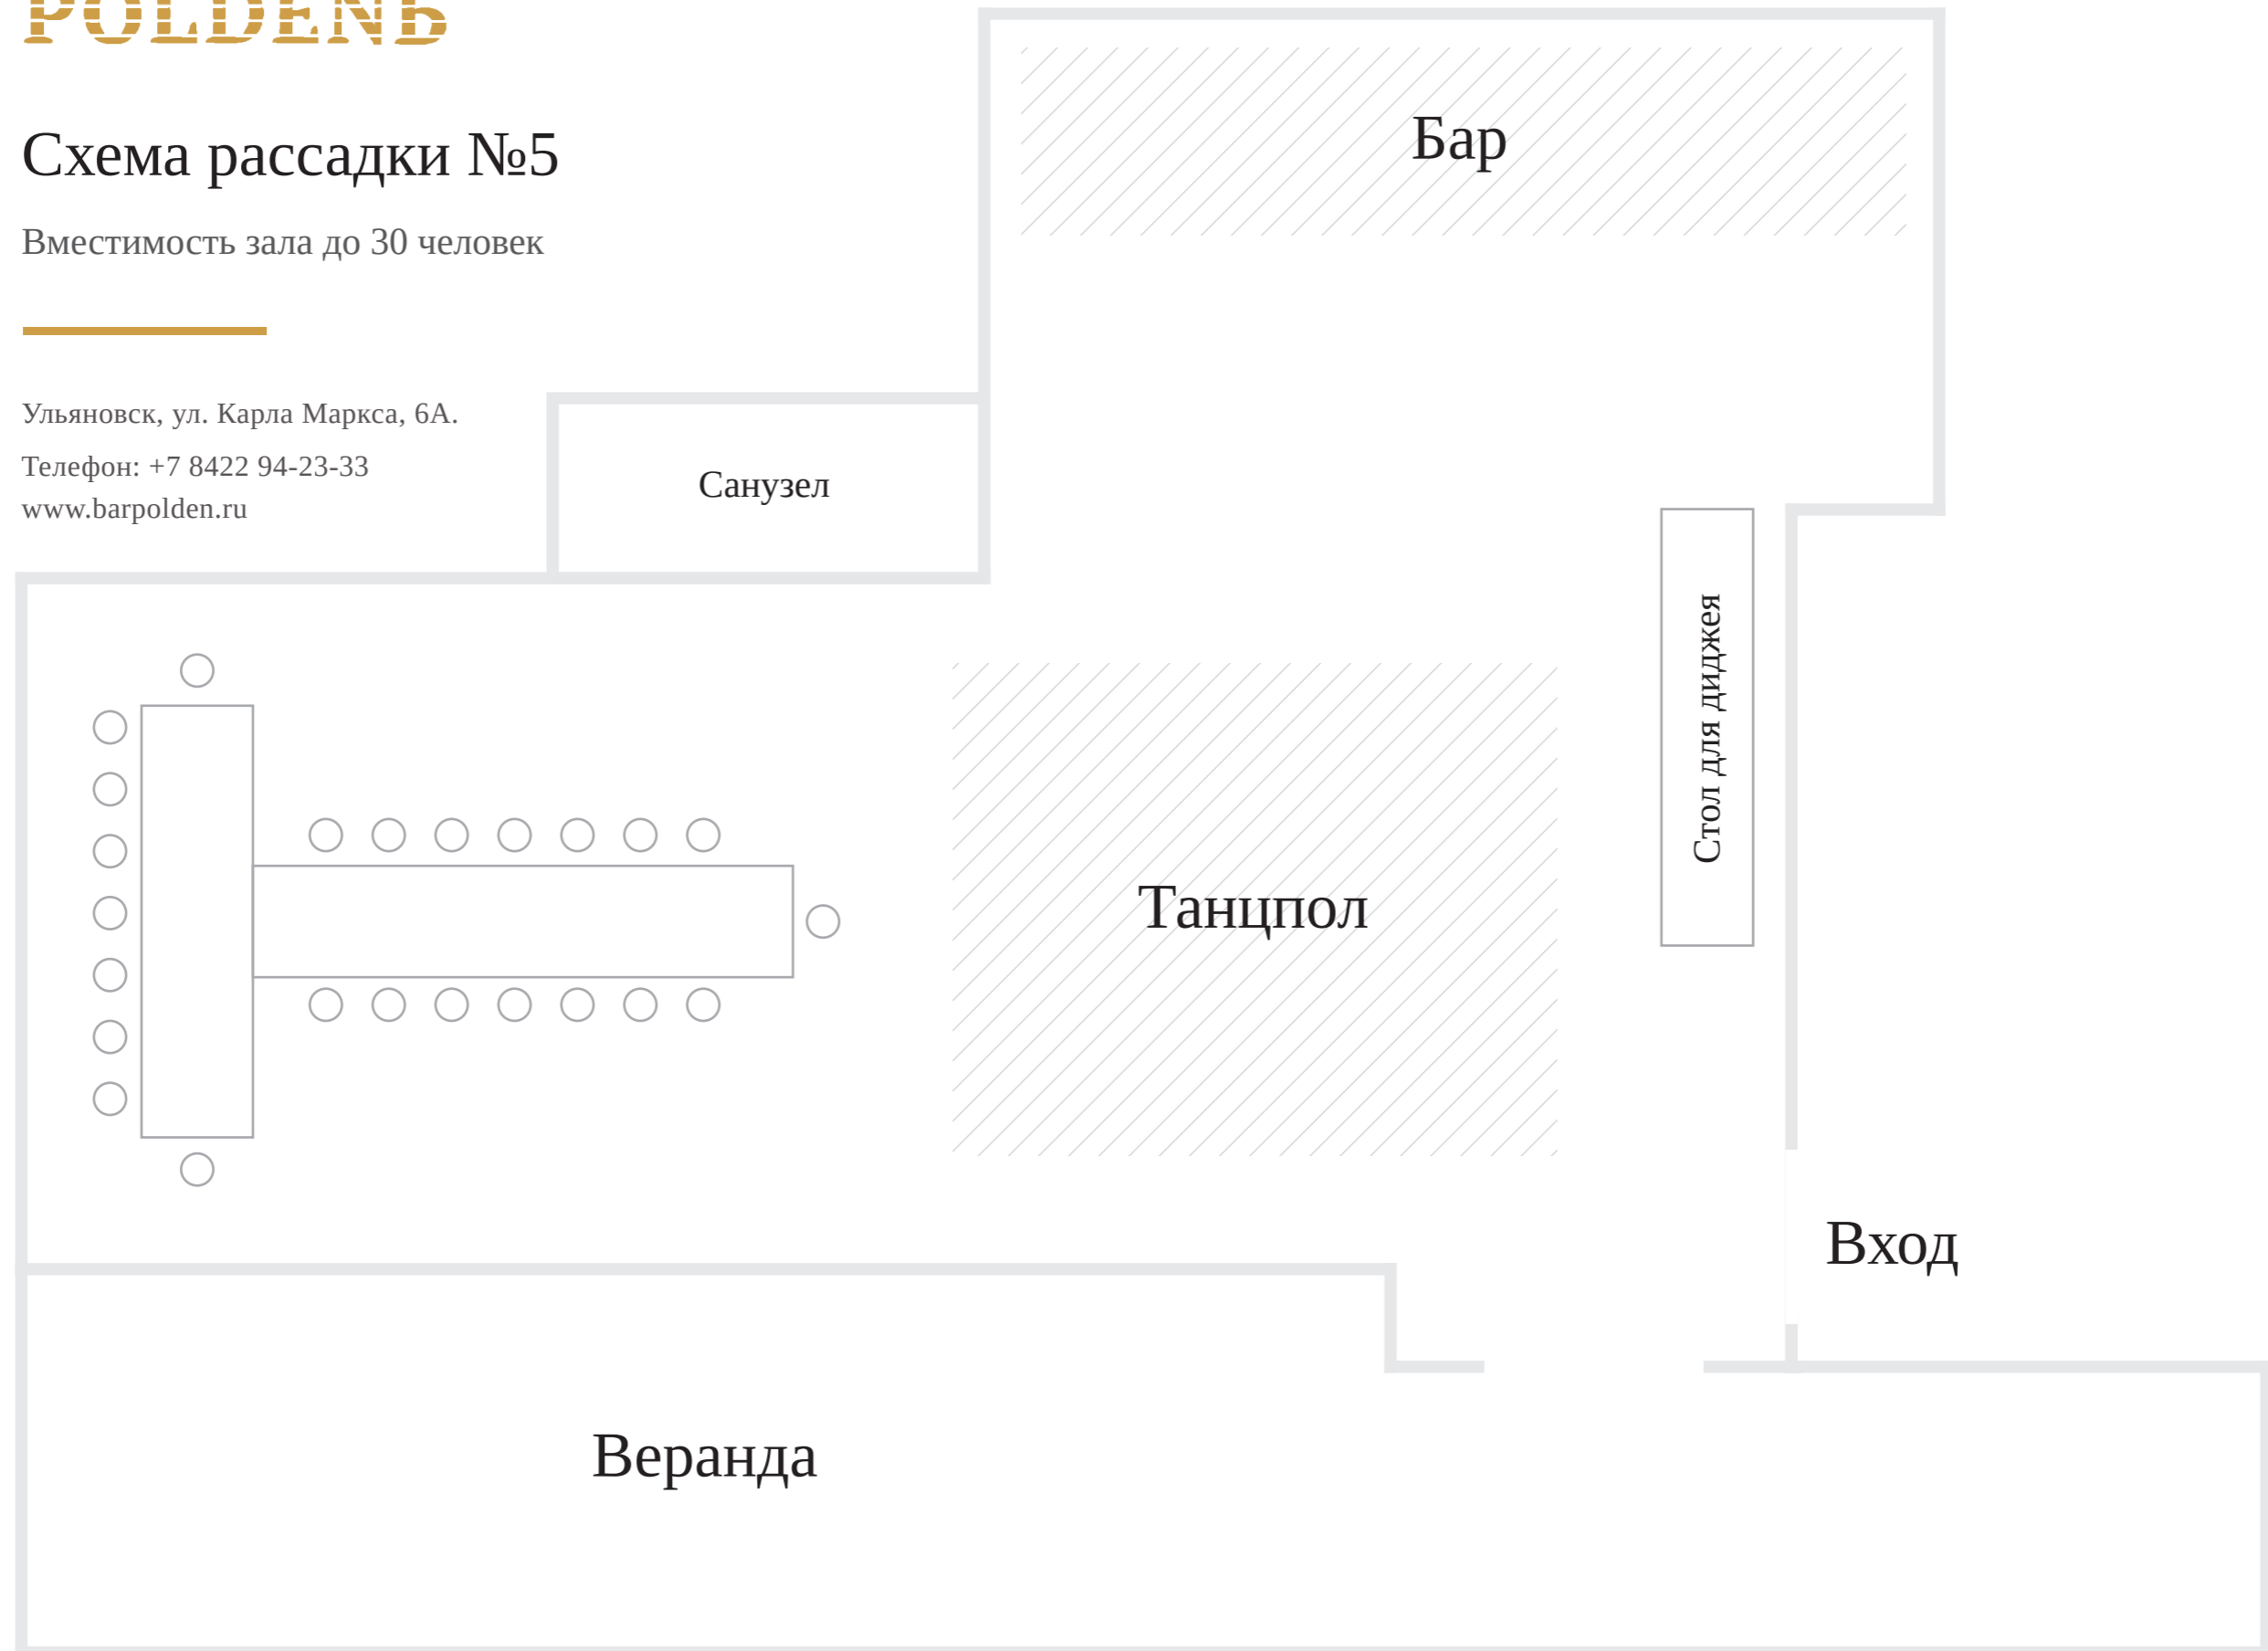 POLDENЬ
Схема рассадки №5
Вместимость зала до 30 человек
Ульяновск, ул. Карла Маркса, 6А.
Телефон: +7 8422 94-23-33
www.barpolden.ru
Бар
Санузел
Стол для диджея
Танцпол
Вход
Веранда